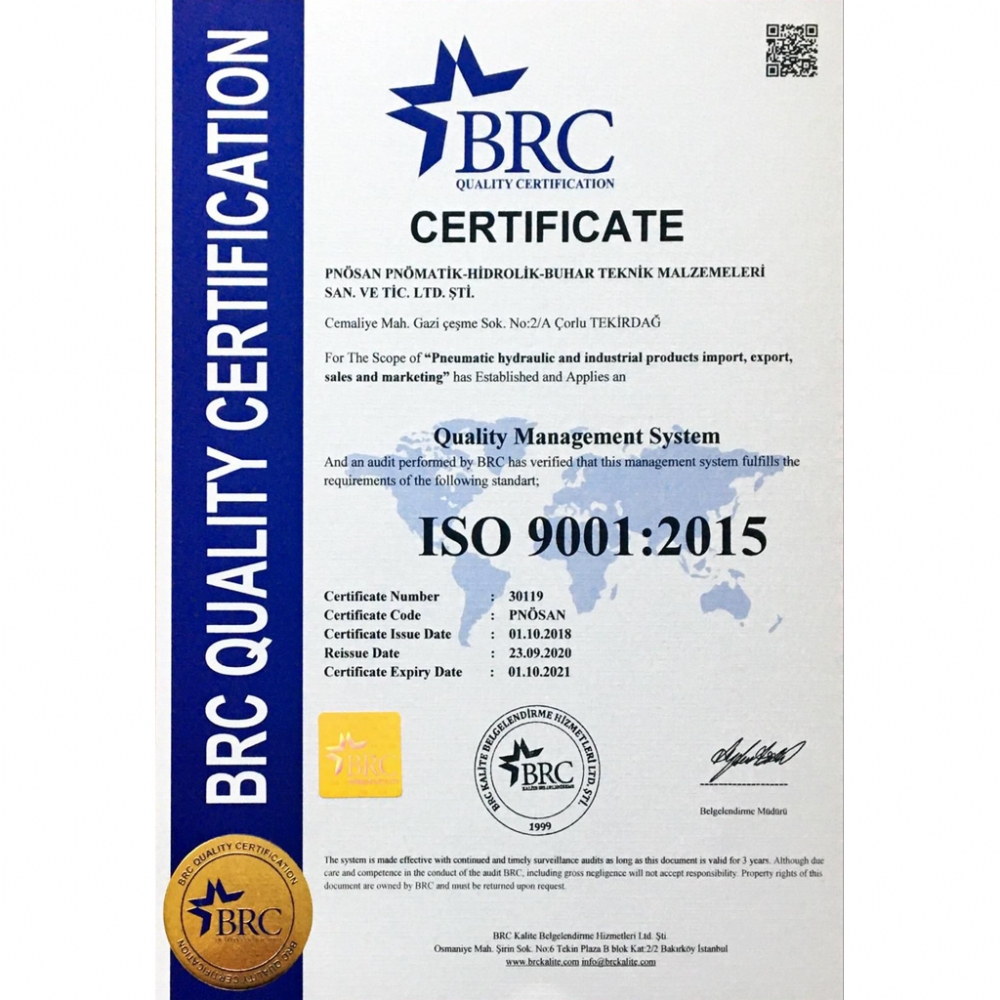 BRC QUALITY CERTIFICATION
BRC
QUALITY CERTIFICATION
CERTIFICATE
PNÖSAN PNÖMATİK-HİDROLİK-BUHAR TEKNİK MALZEMELERİ
SAN. VE TİC. LTD. ŞTİ.
Cemaliye Mah. Gazi çeşme Sok. No:2/A Çorlu TEKİRDAĞ
For The Scope of “Pneumatic hydraulic and industrial products import, export,
sales and marketing” has Established and Applies an
Quality Management System
And an audit performed by BRC has verified that this management system fulfills the
requirements of the following standart;
ISO 9001:2015
Certificate Number : 30119
Certificate Code : PNÖSAN
Certificate Issue Date : 01.10.2018
Reissue Date : 23.09.2020
Certificate Expiry Date : 01.10.2021
BRC
BRC KALİTE BELGELENDİRME HİZMETLERİ LTD. ŞTİ.
BRC
1999
Belgelendirme Müdürü
BRC QUALITY CERTIFICATION
BRC
BRC QUALITY CERTIFICATION
The system is made effective with continued and timely surveillance audits as long as this document is valid for 3 years. Although due
care and competence in the conduct of the audit BRC, including gross negligence will not accept responsibility. Property rights of this
document are owned by BRC and must be returned upon request.
BRC Kalite Belgelendirme Hizmetleri Ltd. Şti
Osmaniye Mah. Şirin Sok. No:6 Tekin Plaza B blok Kat:2/2 Bakırköy İstanbul
www.brckalite.com info@brckalite.com